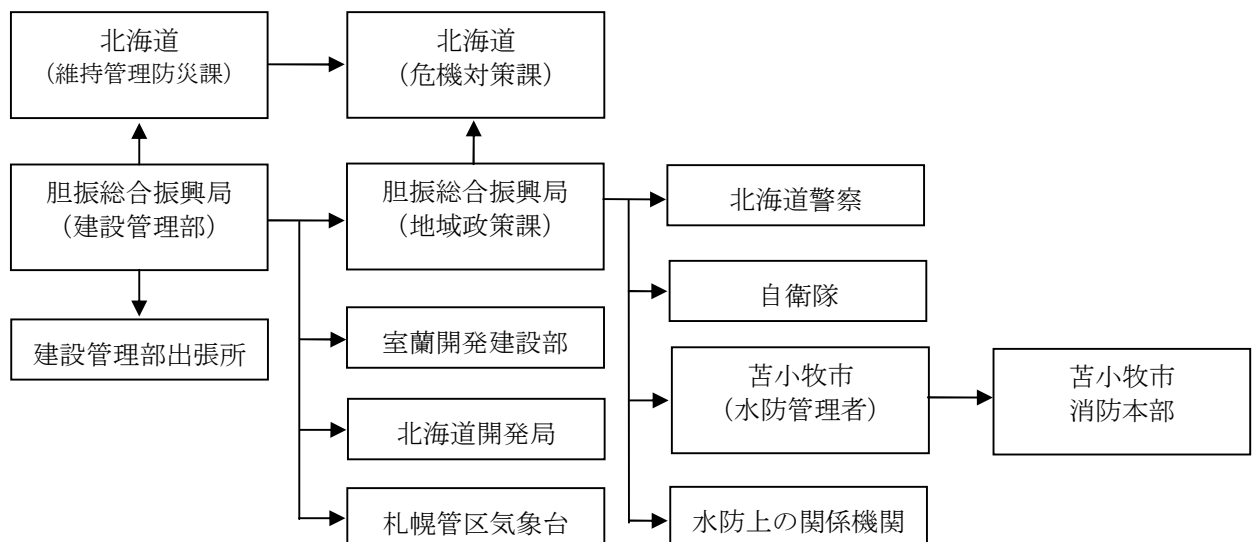 北海道
（維持管理防災課）
北海道
（危機対策課）
胆振総合振興局
（建設管理部）
胆振総合振興局
（地域政策課）
北海道警察
自衛隊
建設管理部出張所
室蘭開発建設部
苫小牧市
（水防管理者）
苫小牧市
消防本部
北海道開発局
札幌管区気象台
水防上の関係機関